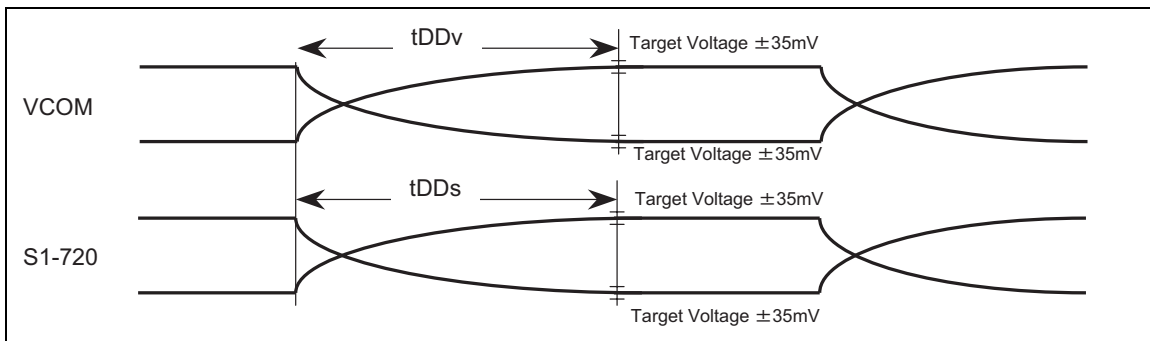 tDDv
Target Voltage ±35mV
VCOM
Target Voltage ±35mV
tDDs
Target Voltage ±35mV
S1-720
Target Voltage ±35mV